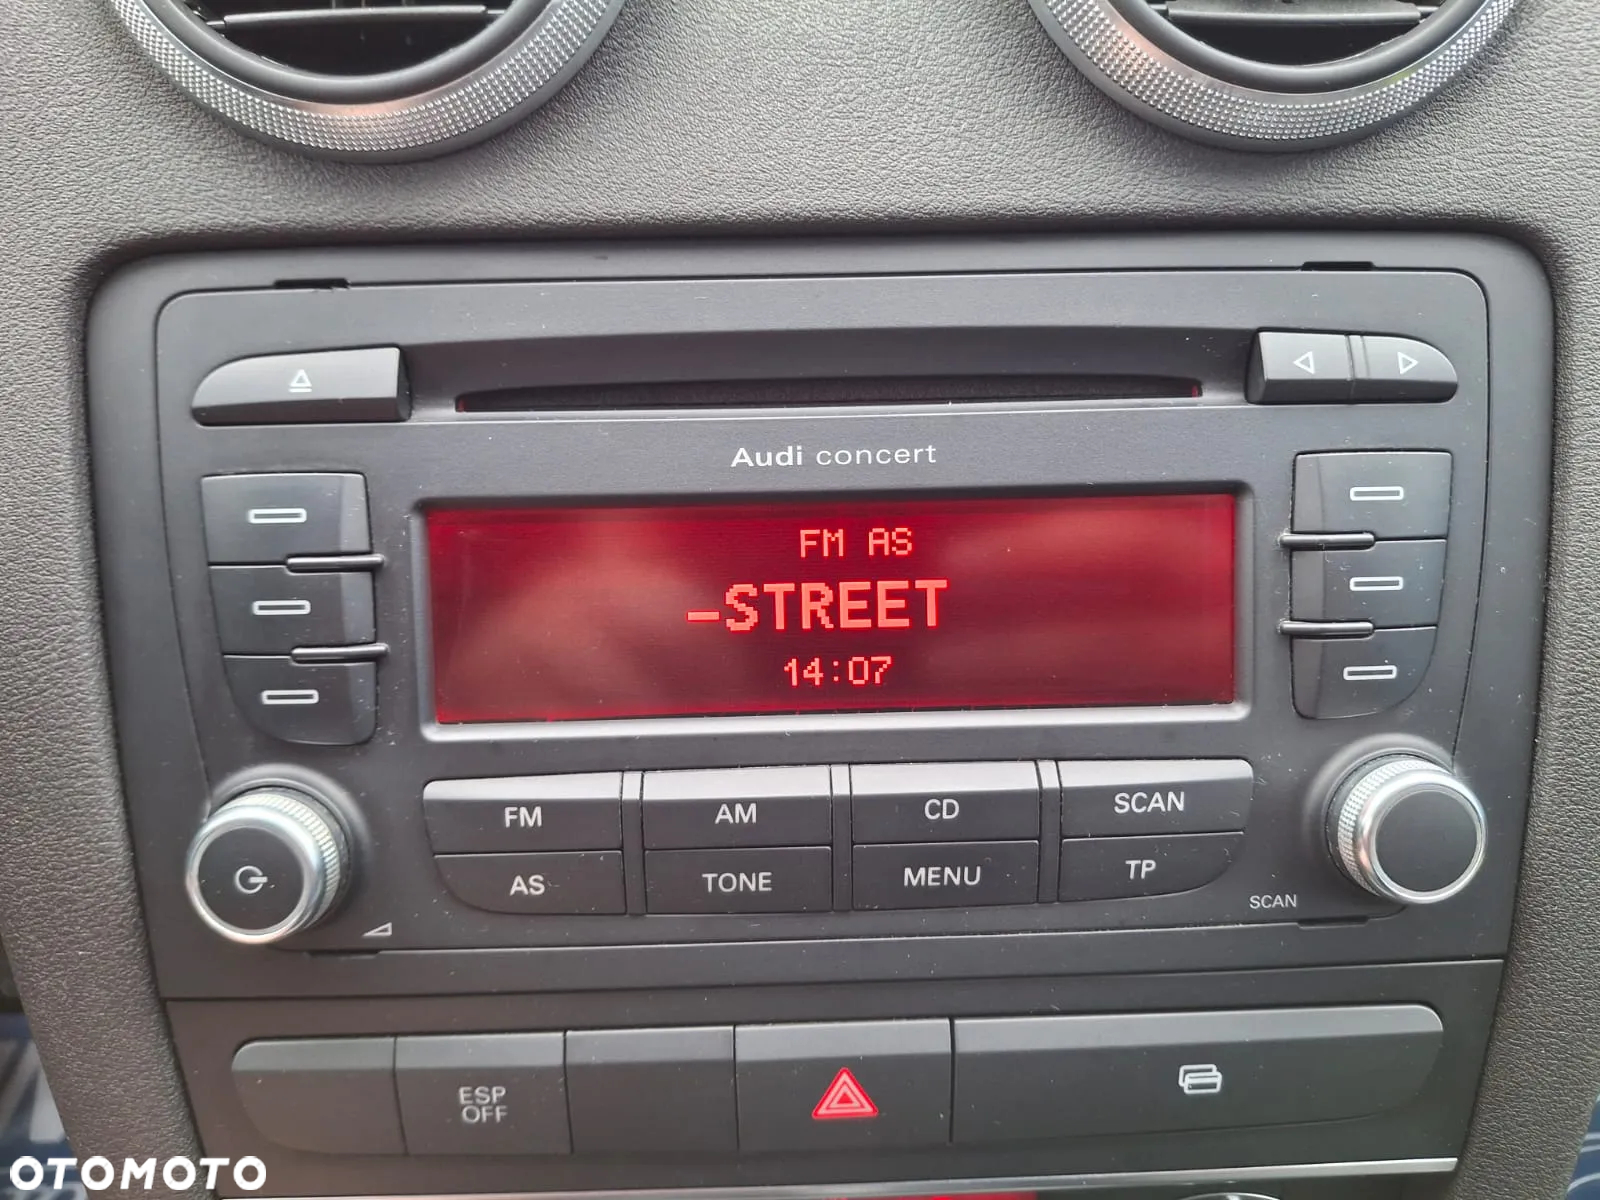 Audi concert
FM AS
-STREET
14:07
FM
AM
CD
SCAN
AS
TONE
MENU
TP
SCAN
ESP
OFF
OTOMOTO